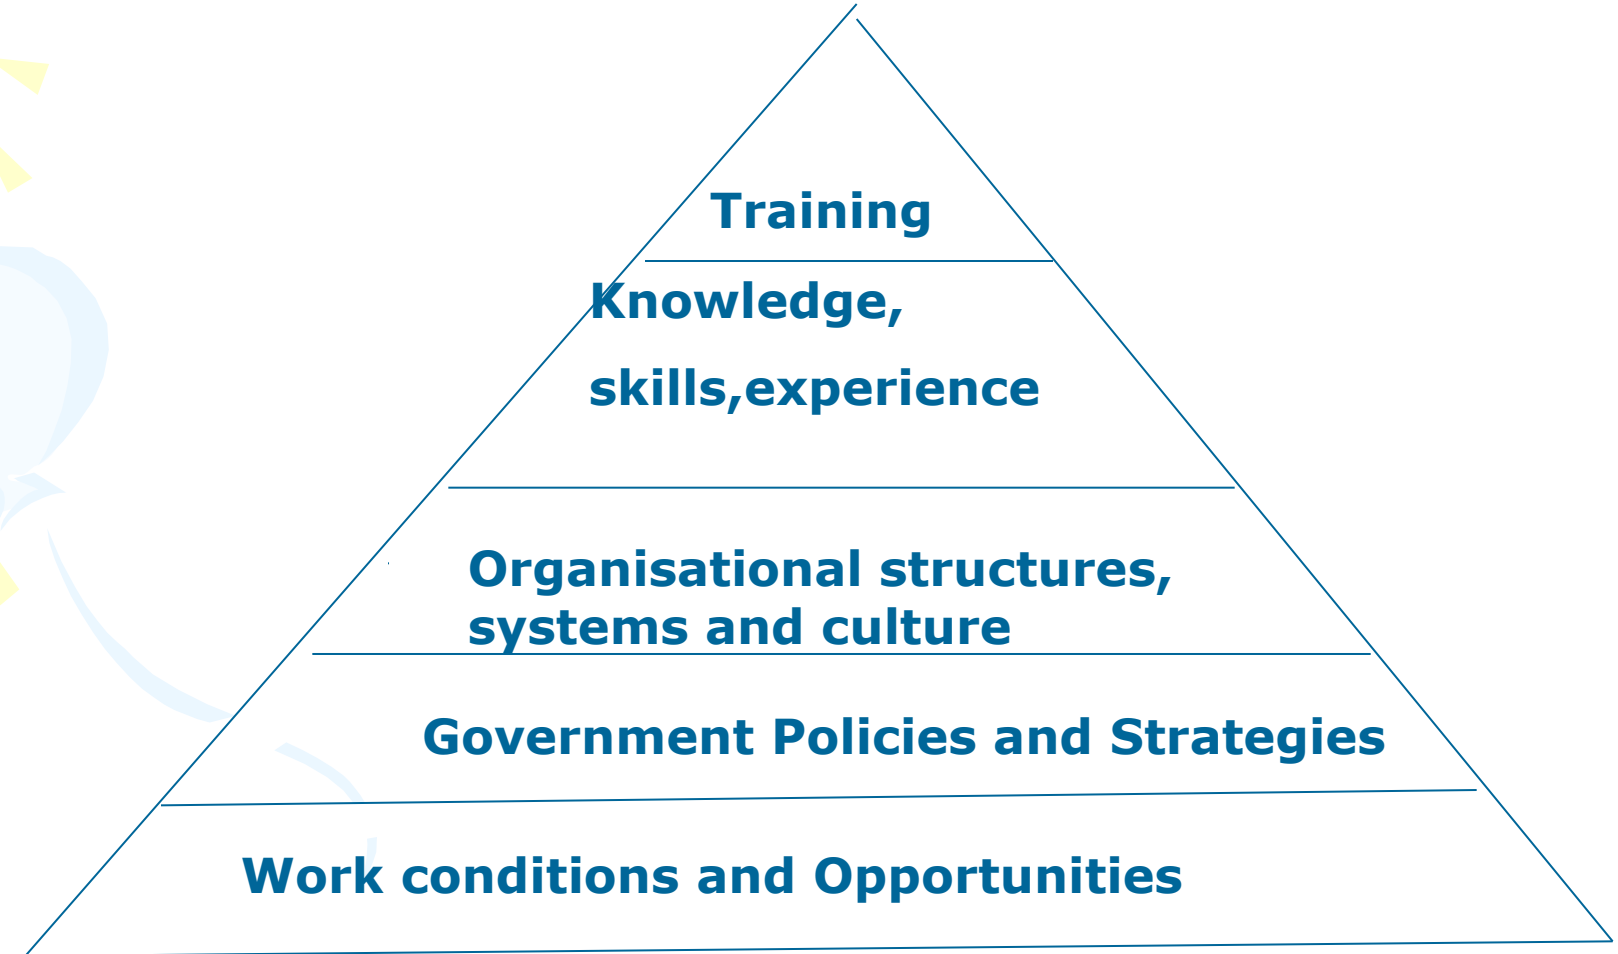 Training
Knowledge,
skills,experience
Organisational structures,
systems and culture
Government Policies and Strategies
Work conditions and Opportunities